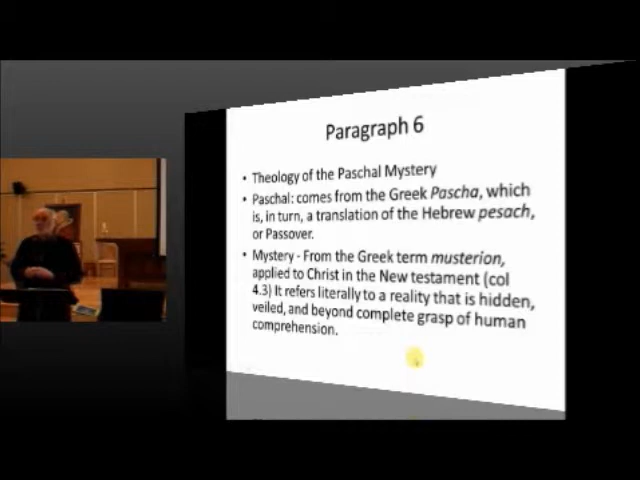 Paragraph 6
• Theology of the Paschal Mystery
• Paschal: comes from the Greek Pascha, which
is, in turn, a translation of the Hebrew pesach,
or Passover.
• Mystery - From the Greek term musterion,
applied to Christ in the New testament (col
4.3) It refers literally to a reality that is hidden,
veiled, and beyond complete grasp of human
comprehension.